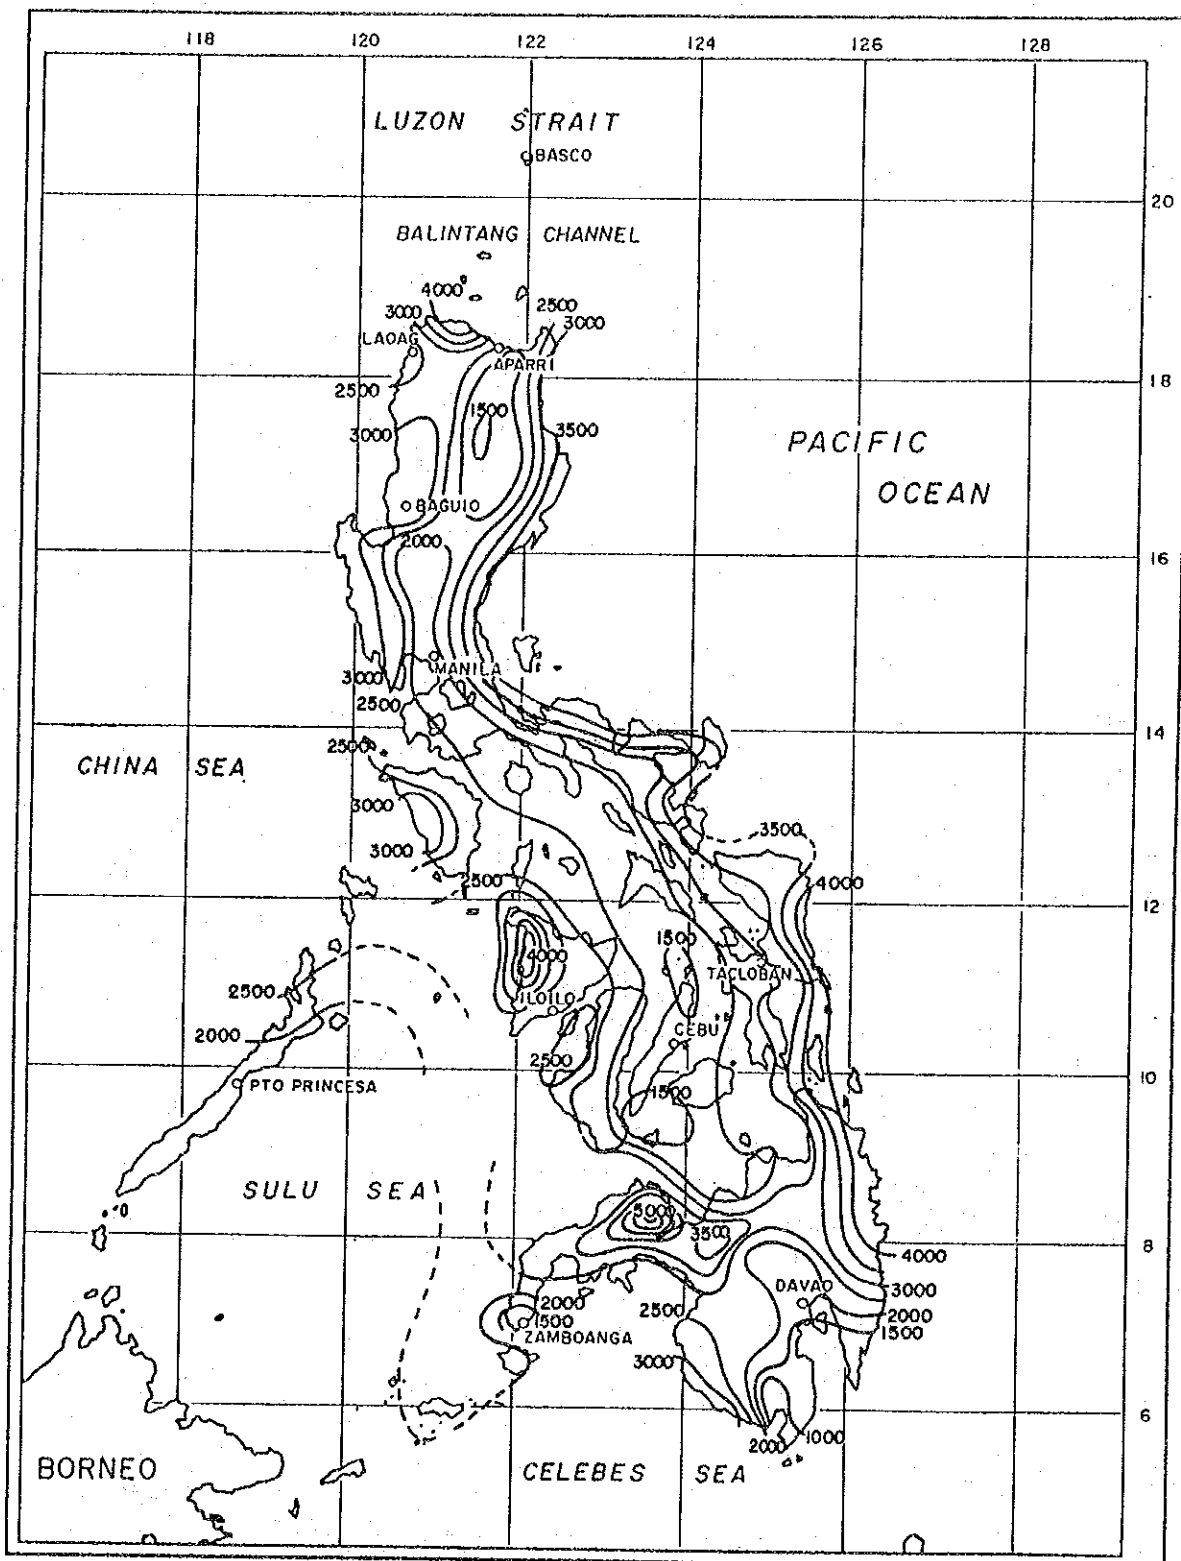 118 120 122 124 126 128
LUZON STRAIT
BASCO
20
BALINTANG CHANNEL
4000
2500
3000
3000
LAOAG
APARRI
18
2500
1500
3000
3500
PACIFIC
OCEAN
BAGUIO
2000
16
MANILA
3000
2500
2500
14
CHINA SEA
3000
3500
3000
2500
4000
12
1500
4000
TACLOBAN
2500
ILOILO
2000
CEBU
2500
10
PTO PRINCESA
1500
SULU SEA
5000
3500
4000
8
3000
DAVAO
2000
2500
2000
1500
1500
ZAMBOANGA
3000
6
2000
1000
BORNEO
CELEBES SEA